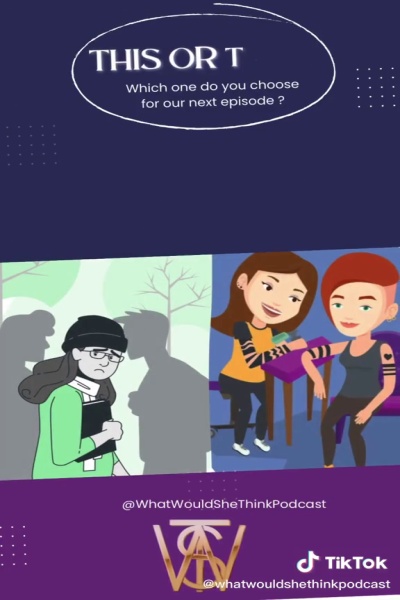 THIS OR T
Which one do you choose
for our next episode ?
@WhatWouldSheThinkPodcast
TikTok
@whatwouldshethinkpodcast